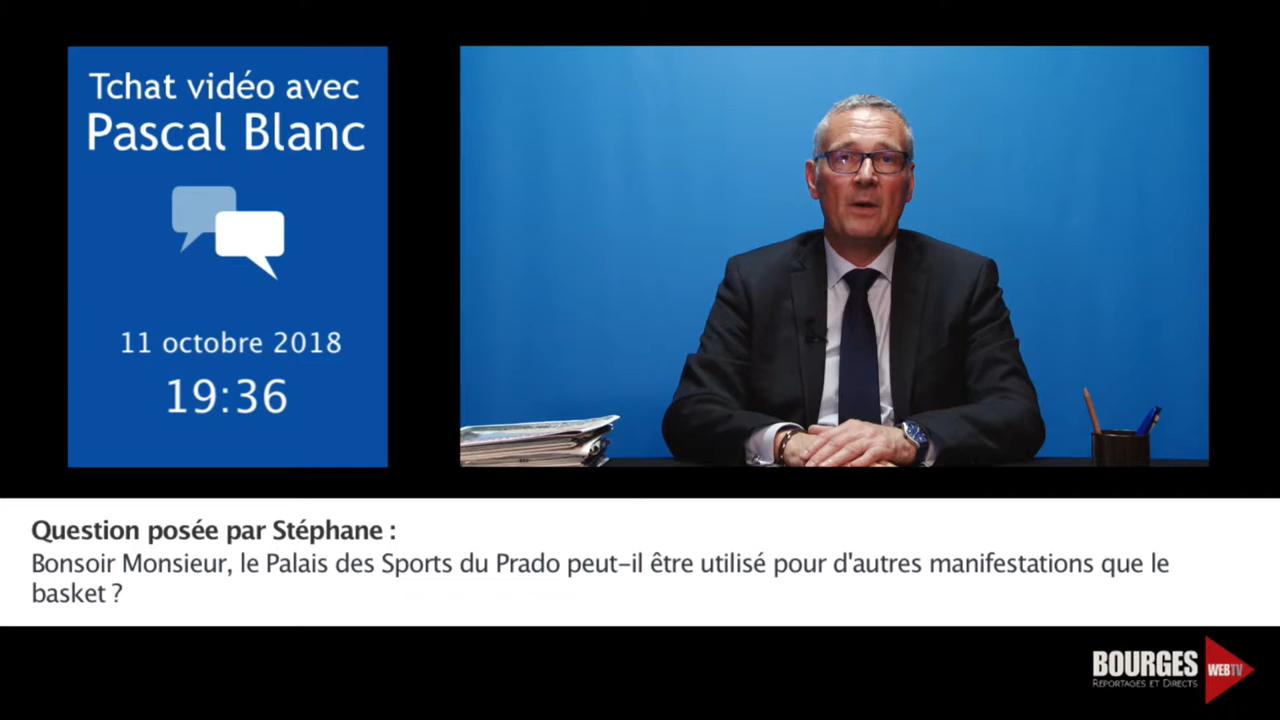 Tchat vidéo avec
Pascal Blanc
11 octobre 2018
19:36
Question posée par Stéphane :
Bonsoir Monsieur, le Palais des Sports du Prado peut-il être utilisé pour d'autres manifestations que le
basket ?
BOURGES
WEBTV
REPORTAGES ET DIRECTS